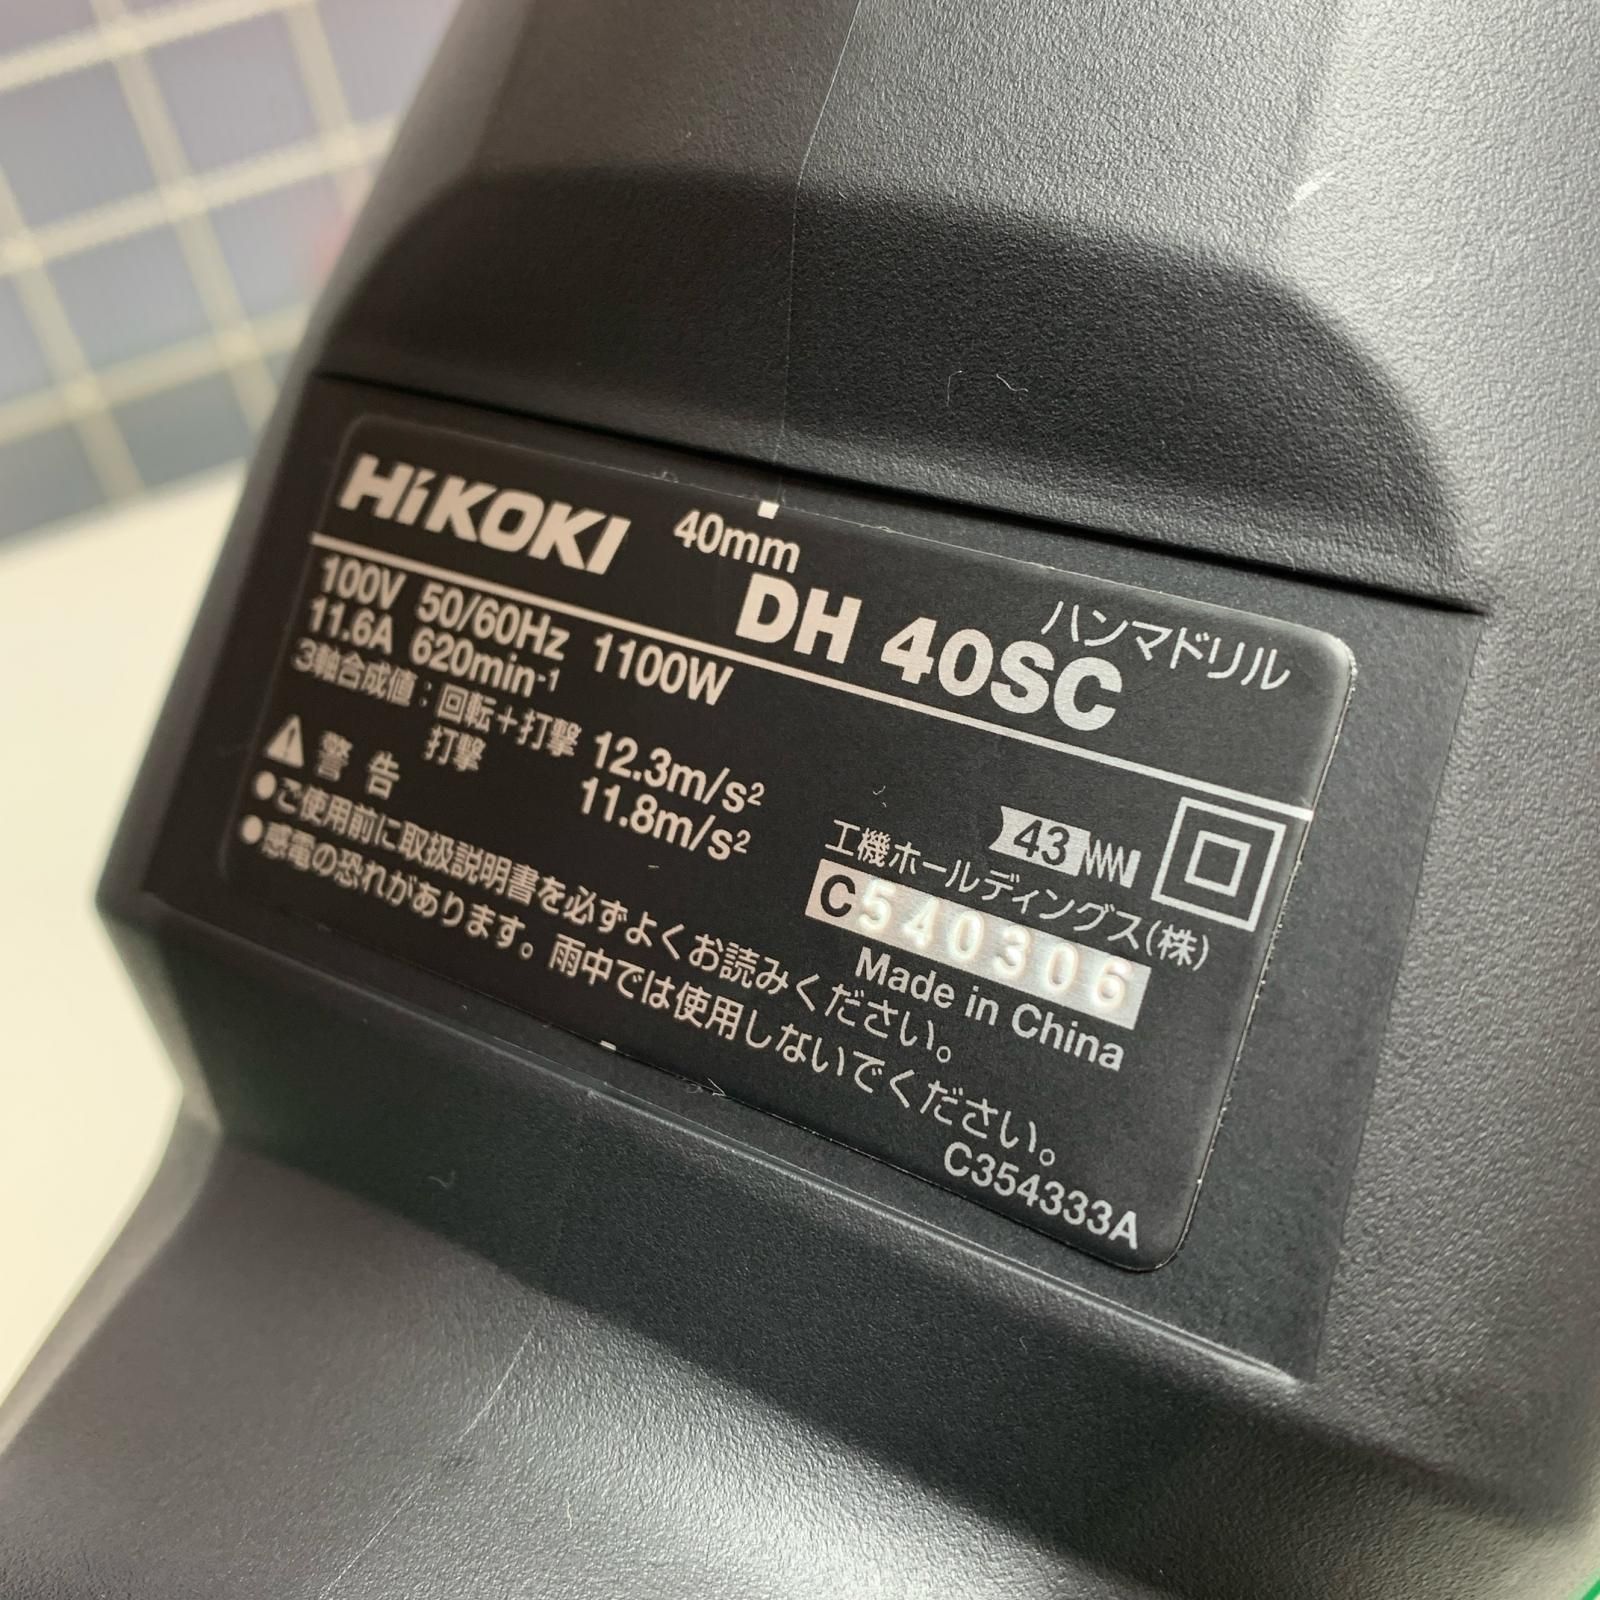 HiKOKI
40mm
ハンマドリル
DH 40SC
100V 50/60Hz 1100W
11.6A 620min-1
3軸合成値：回転＋打撃 12.3m/s²
打撃 11.8m/s²
警告
●ご使用前に取扱説明書を必ずよくお読みください。
●感電の恐れがあります。雨中では使用しないでください。
43
工機ホールディングス(株)
C540306
Made in China
C354333A